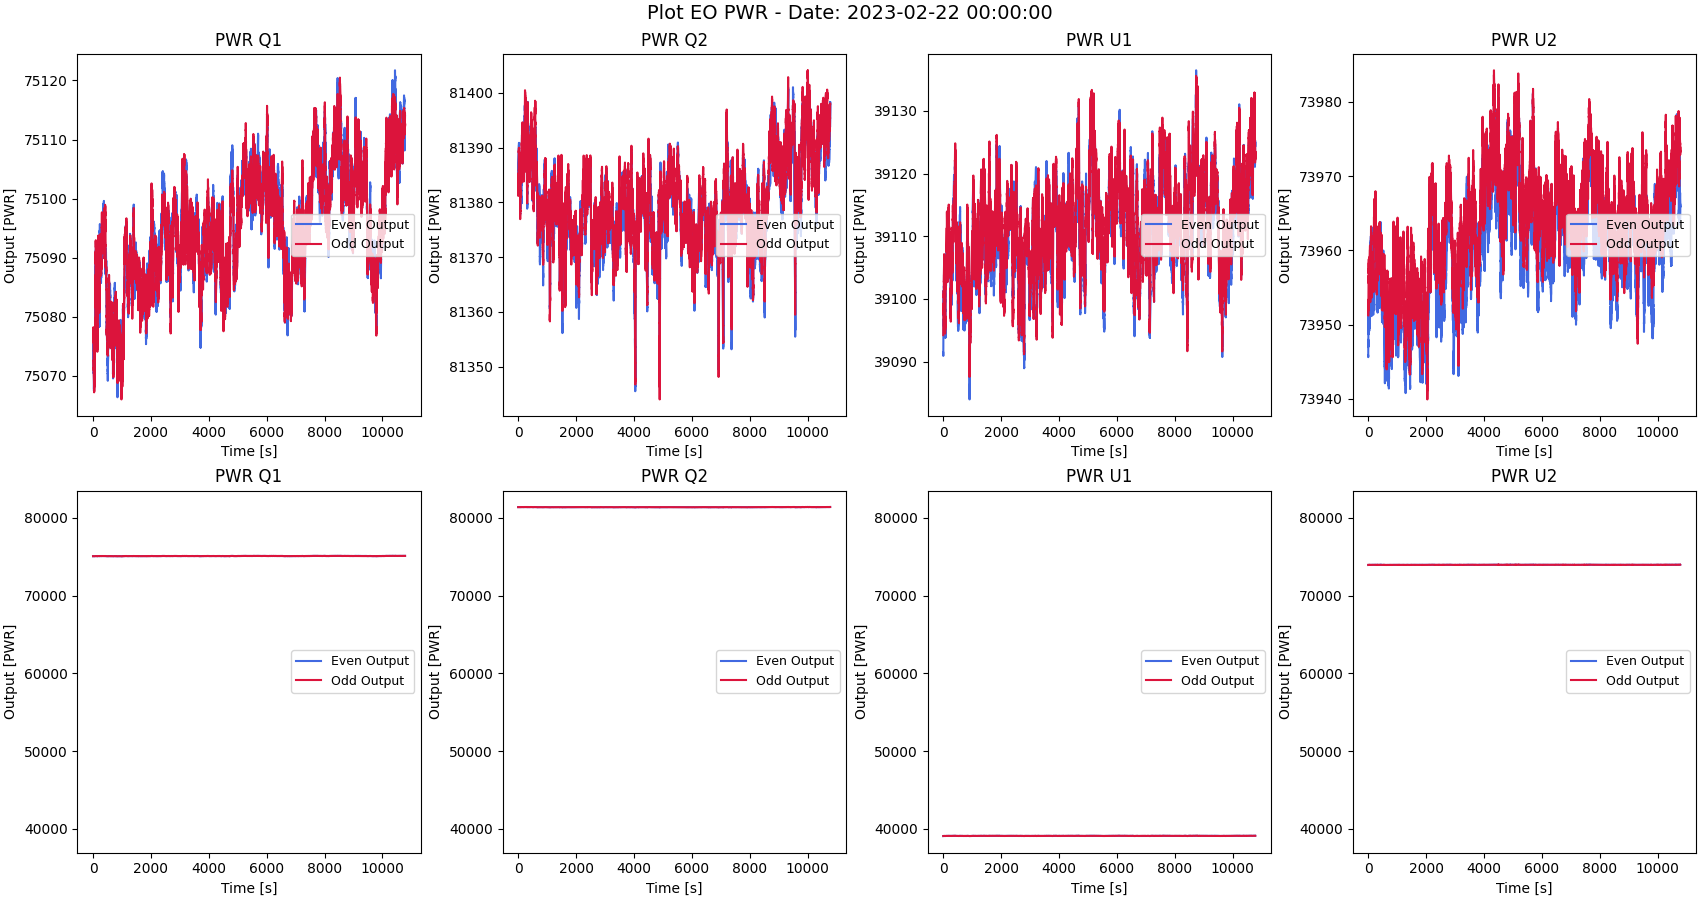 Plot EO PWR - Date: 2023-02-22 00:00:00
PWR Q1
75120
75110
75100
75090
75080
75070
Output [PWR]
0 2000 4000 6000 8000 10000
Time [s]
Even Output
Odd Output
PWR Q2
81400
81390
81380
81370
81360
81350
Output [PWR]
0 2000 4000 6000 8000 10000
Time [s]
Even Output
Odd Output
PWR U1
39130
39120
39110
39100
39090
Output [PWR]
0 2000 4000 6000 8000 10000
Time [s]
Even Output
Odd Output
PWR U2
73980
73970
73960
73950
73940
Output [PWR]
0 2000 4000 6000 8000 10000
Time [s]
Even Output
Odd Output
PWR Q1
80000
70000
60000
50000
40000
Output [PWR]
0 2000 4000 6000 8000 10000
Time [s]
Even Output
Odd Output
PWR Q2
80000
70000
60000
50000
40000
Output [PWR]
0 2000 4000 6000 8000 10000
Time [s]
Even Output
Odd Output
PWR U1
80000
70000
60000
50000
40000
Output [PWR]
0 2000 4000 6000 8000 10000
Time [s]
Even Output
Odd Output
PWR U2
80000
70000
60000
50000
40000
Output [PWR]
0 2000 4000 6000 8000 10000
Time [s]
Even Output
Odd Output